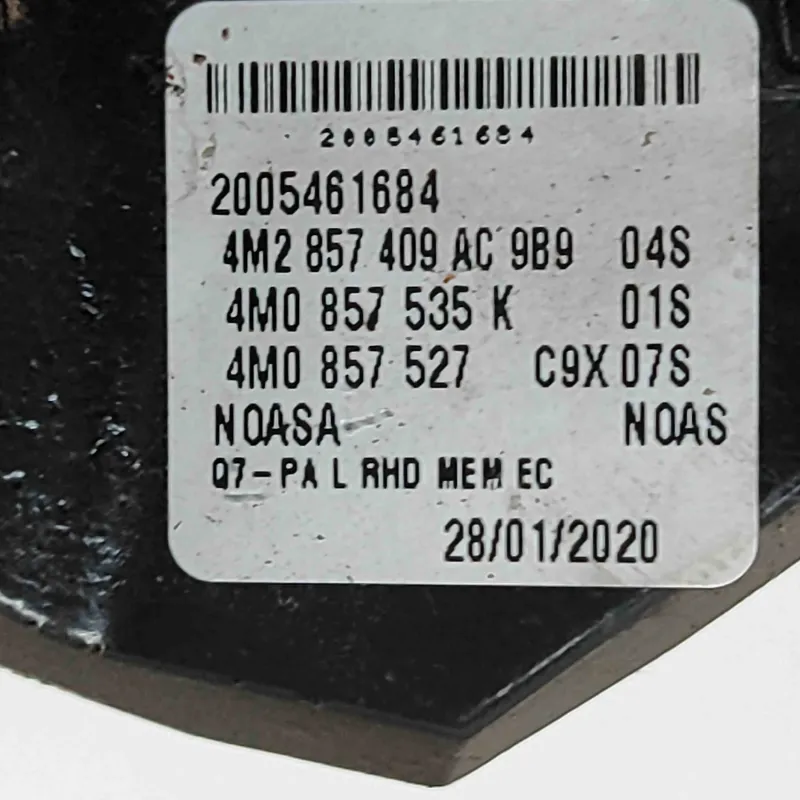 2005461684
2005461684
4M2 857 409 AC 9B9 04S
4M0 857 535 K 01S
4M0 857 527 C9X 07S
NOASA NOAS
Q7-PA L RHD MEM EC
28/01/2020